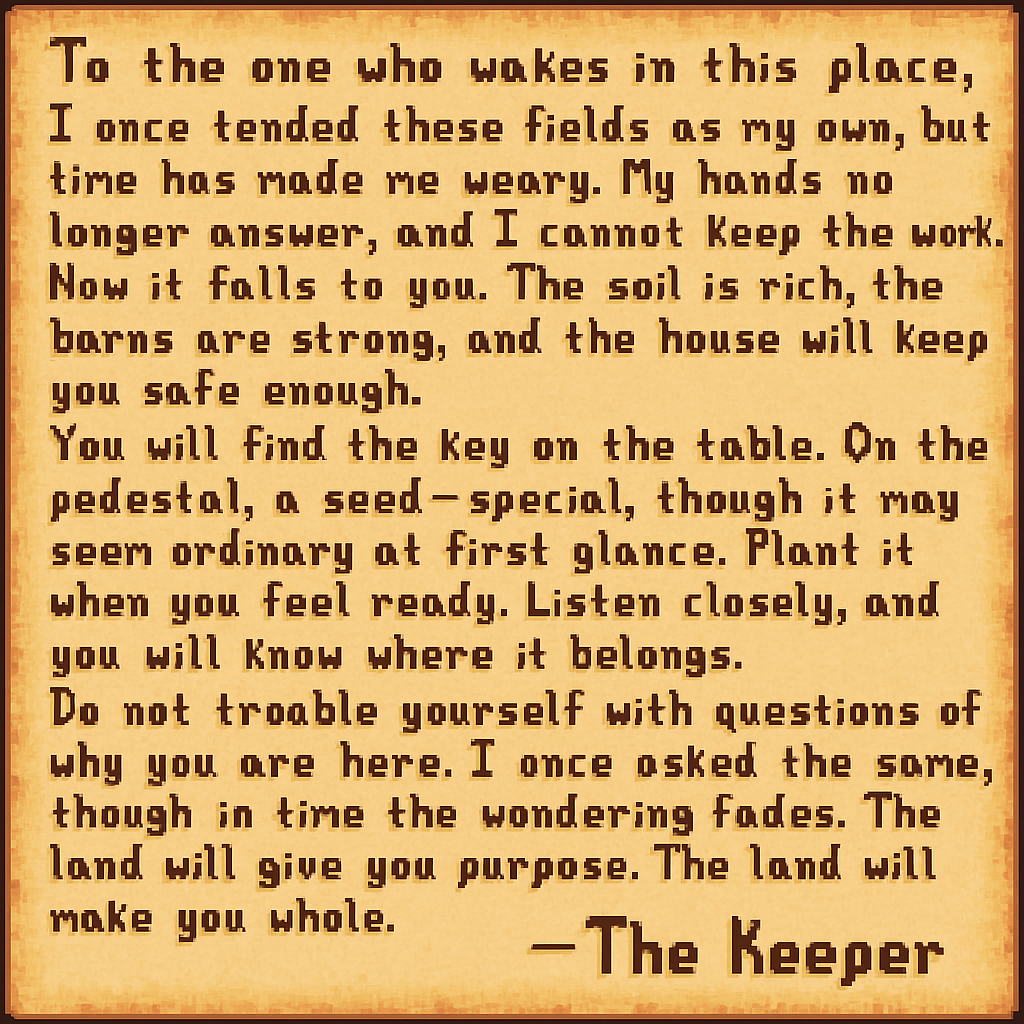 To the one who wakes in this place,
I once tended these fields as my own, but
time has made me weary. My hands no
longer answer, and I cannot keep the work.
Now it falls to you. The soil is rich, the
barns are strong, and the house will keep
you safe enough.
You will find the key on the table. On the
pedestal, a seed—special, though it may
seem ordinary at first glance. Plant it
when you feel ready. Listen closely, and
you will know where it belongs.
Do not troable yourself with questions of
why you are here. I once asked the same,
though in time the wondering fades. The
land will give you purpose. The land will
make you whole.
—The Keeper